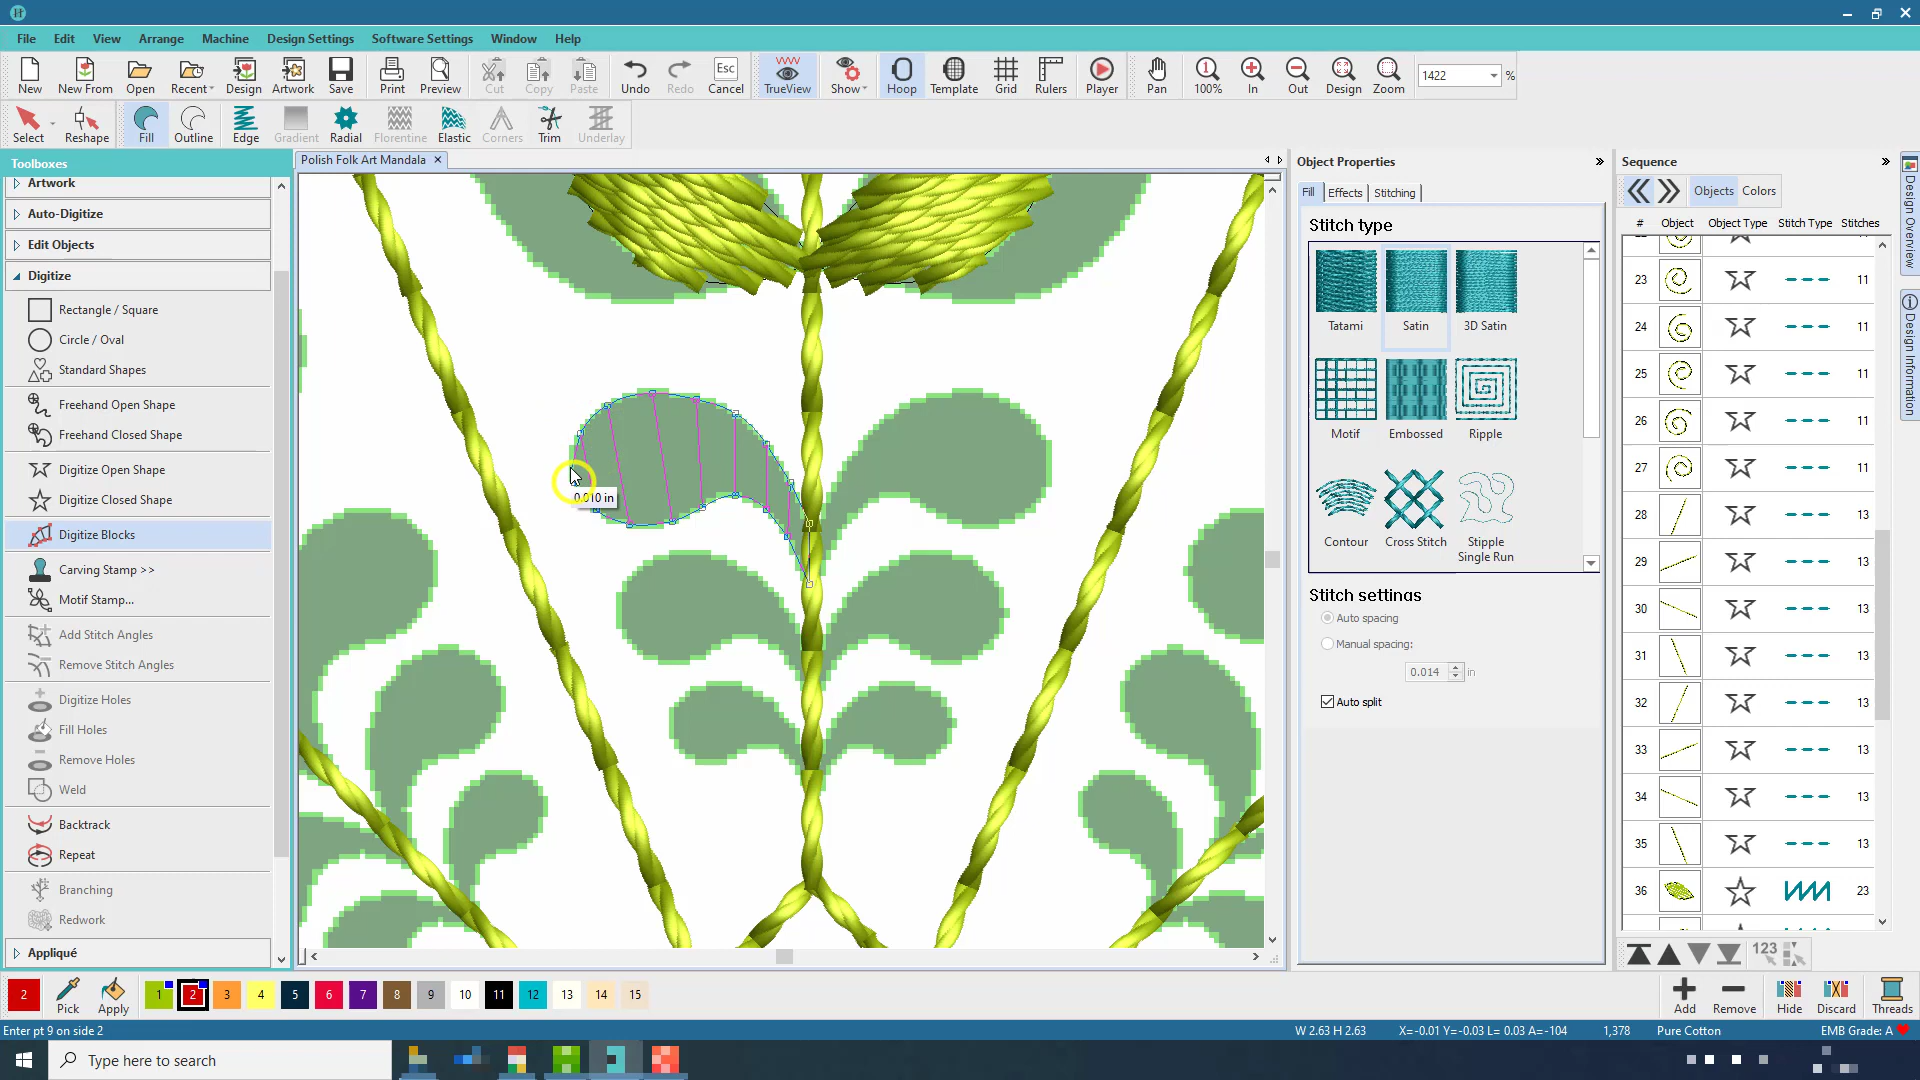 File Edit View Arrange Machine Design Settings Software Settings Window Help
New New From Open Recent Design Artwork Save Print Preview Cut Copy Paste Undo Redo Esc Cancel TrueView Show Hoop Template Grid Rulers Player Pan 1 100% In Out Design Zoom 1422 %
Select Reshape Fill Outline Edge Gradient Radial Florentine Elastic Corners Trim Underlay
Toolboxes
Artwork
Auto-Digitize
Edit Objects
Digitize
Rectangle / Square
Circle / Oval
Standard Shapes
Freehand Open Shape
Freehand Closed Shape
Digitize Open Shape
Digitize Closed Shape
Digitize Blocks
Carving Stamp >>
Motif Stamp...
Add Stitch Angles
Remove Stitch Angles
Digitize Holes
Fill Holes
Remove Holes
Weld
Backtrack
Repeat
Branching
Redwork
Appliqué
Polish Folk Art Mandala
0.010 in
Object Properties
Fill Effects Stitching
Stitch type
Tatami Satin 3D Satin
Motif Embossed Ripple
Contour Cross Stitch Stipple Single Run
Stitch settings
Auto spacing
Manual spacing:
0.014 in
Auto split
Sequence
Objects Colors
# Object Object Type Stitch Type Stitches
23 11
24 11
25 11
26 11
27 11
28 13
29 13
30 13
31 13
32 13
33 13
34 13
35 13
36 23
123
Design Overview
Design Information
2 Pick Apply 1 2 3 4 5 6 7 8 9 10 11 12 13 14 15 Add Remove Hide Discard Threads
Enter pt 9 on side 2 W 2.63 H 2.63 X=-0.01 Y=-0.03 L= 0.03 A=-104 1,378 Pure Cotton EMB Grade: A
Type here to search